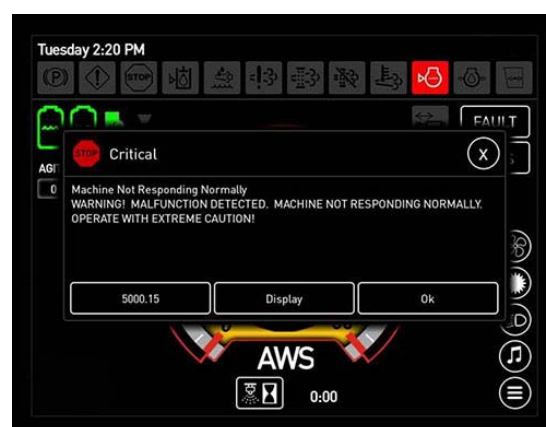 Tuesday 2:20 PM
P STOP
FAULT
STOP Critical X
AGIT
0
S
Machine Not Responding Normally
WARNING! MALFUNCTION DETECTED. MACHINE NOT RESPONDING NORMALLY.
OPERATE WITH EXTREME CAUTION!
5000.15 Display Ok
AWS
0:00